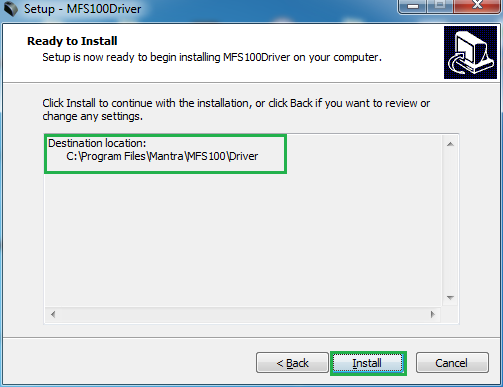 Setup - MFS100Driver
Ready to Install
Setup is now ready to begin installing MFS100Driver on your computer.
Click Install to continue with the installation, or click Back if you want to review or
change any settings.
Destination location:
C:\Program Files\Mantra\MFS100\Driver
< Back
Install
Cancel